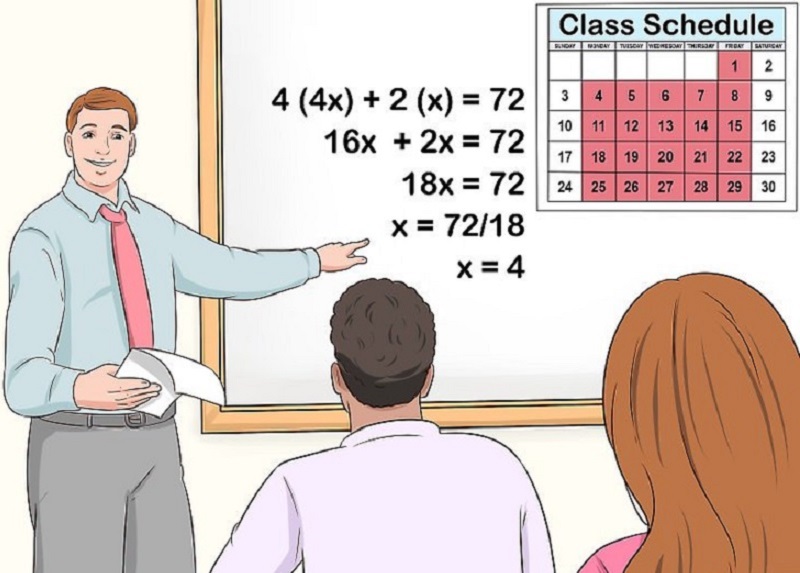 4 (4x) + 2 (x) = 72
16x + 2x = 72
18x = 72
x = 72/18
x = 4
Class Schedule
SUNDAY MONDAY TUESDAY WEDNESDAY THURSDAY FRIDAY SATURDAY
1 2
3 4 5 6 7 8 9
10 11 12 13 14 15 16
17 18 19 20 21 22 23
24 25 26 27 28 29 30